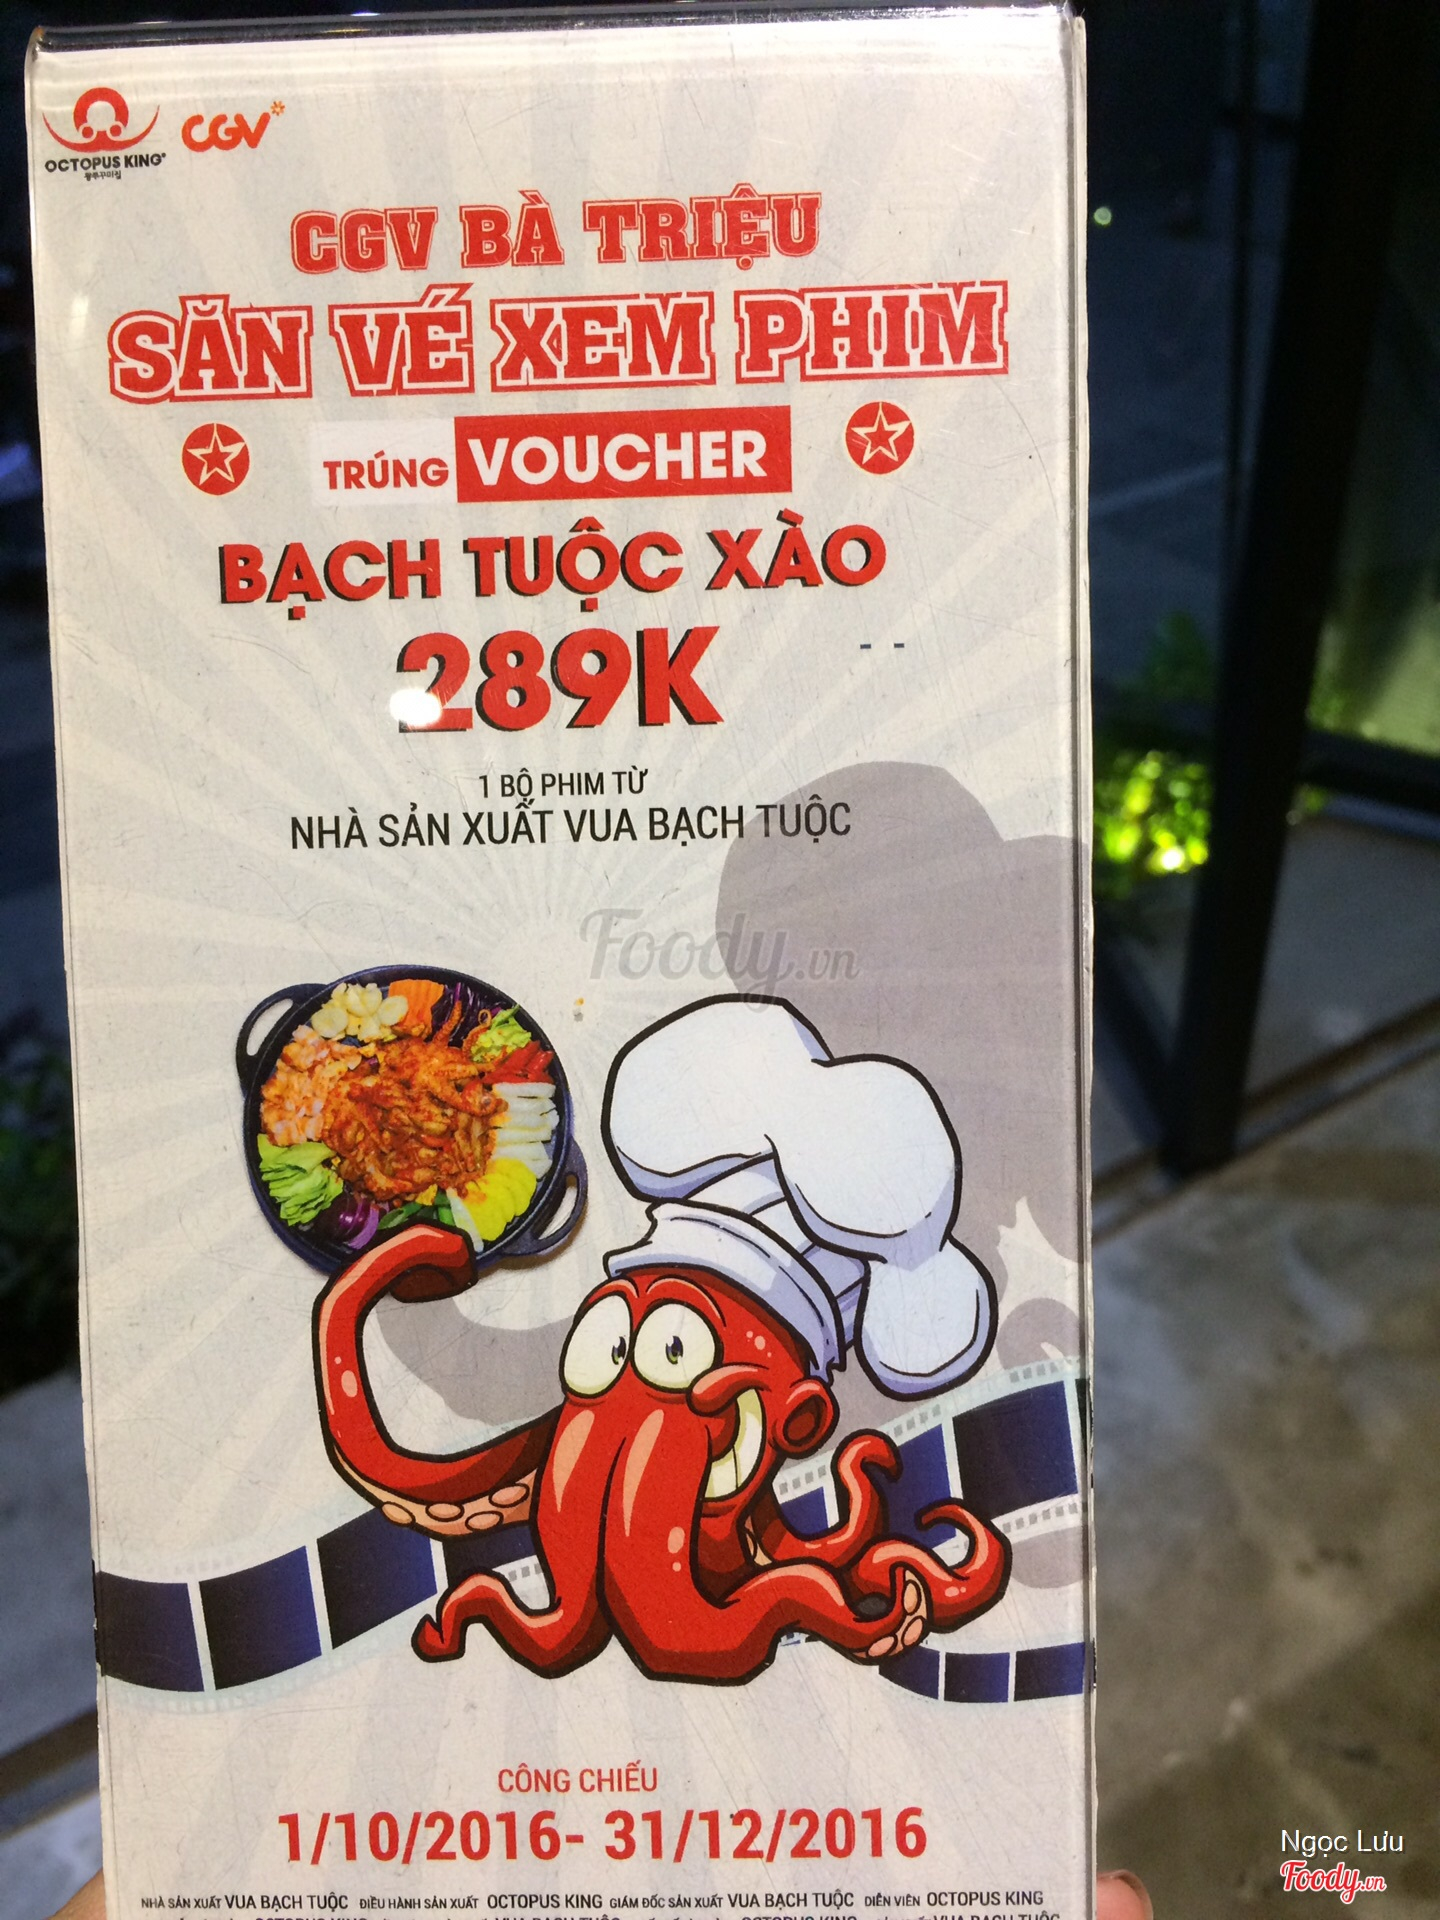 OCTOPUS KING®
CGV*
CGV BÀ TRIỆU
SĂN VÉ XEM PHIM
TRÚNG VOUCHER
BẠCH TUỘC XÀO
289K
1 BỘ PHIM TỪ
NHÀ SẢN XUẤT VUA BẠCH TUỘC
Foody.vn
CÔNG CHIẾU
1/10/2016- 31/12/2016
NHÀ SẢN XUẤT VUA BẠCH TUỘC ĐIỀU HÀNH SẢN XUẤT OCTOPUS KING GIÁM ĐỐC SẢN XUẤT VUA BẠCH TUỘC DIỄN VIÊN OCTOPUS KING
Ngọc Lưu
Foody.vn